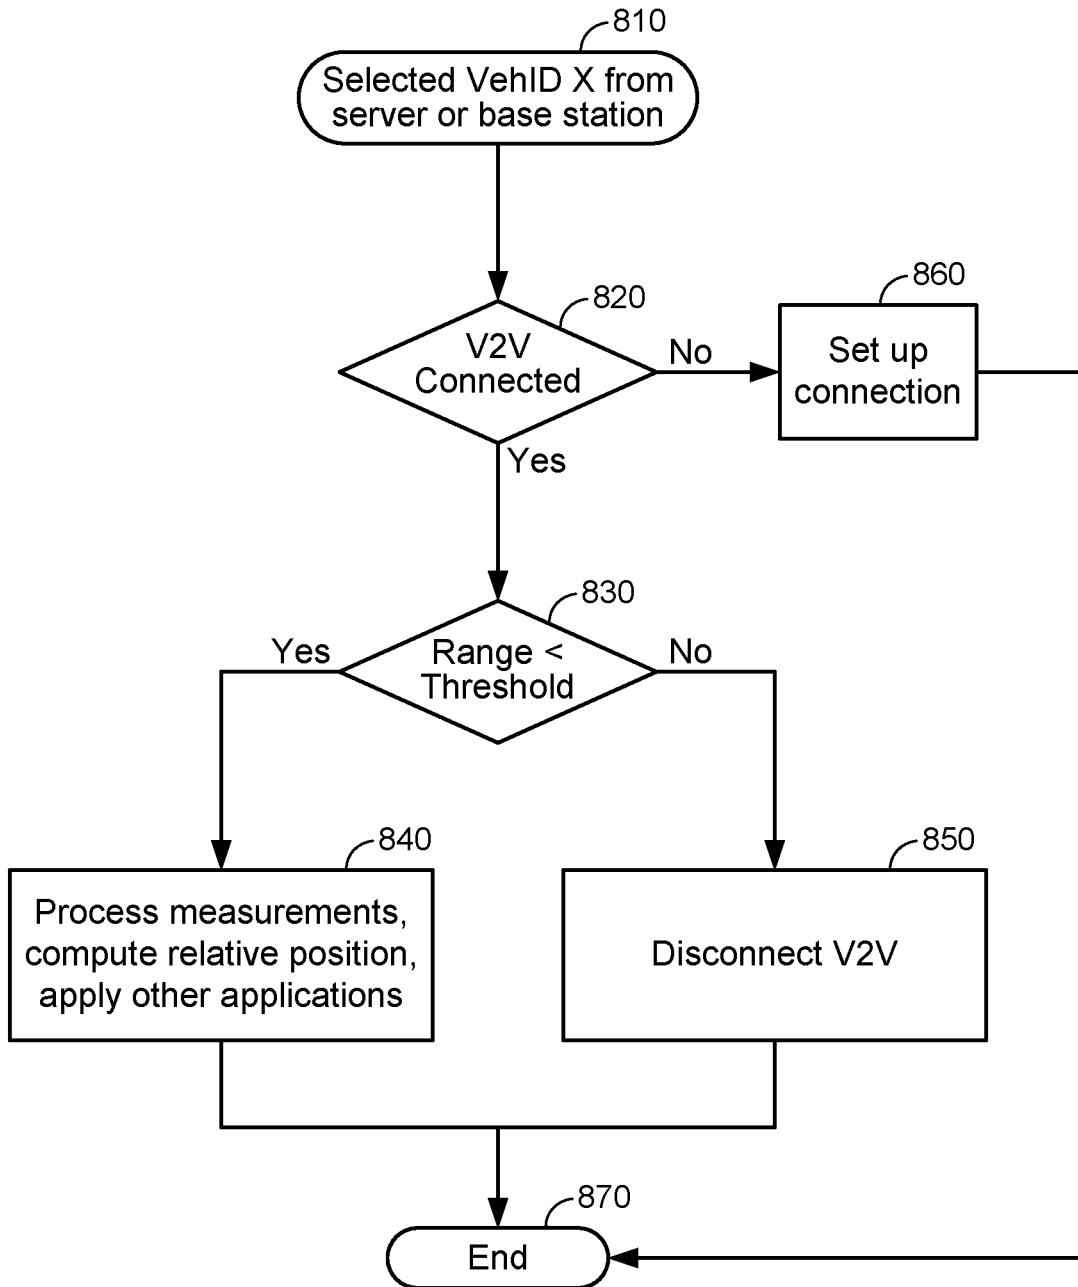 810
Selected VehID X from
server or base station
820
V2V
Connected
No
860
Set up
connection
Yes
830
Range <
Threshold
Yes
No
840
Process measurements,
compute relative position,
apply other applications
850
Disconnect V2V
870
End